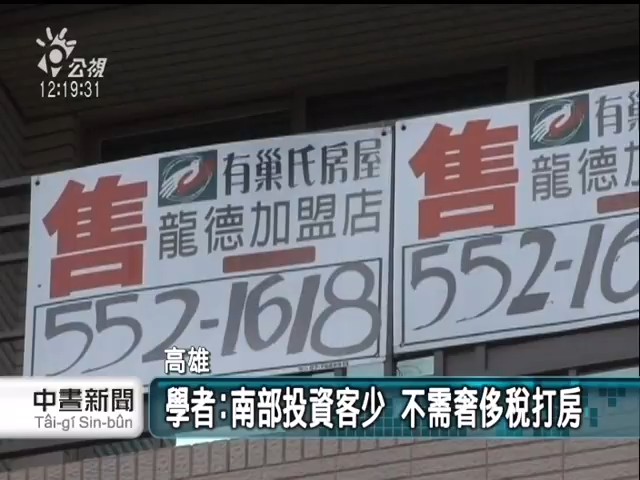 公視
12:19:31
售
有巢氏房屋
龍德加盟店
552-1618
售
有
龍德加
552-16
高雄
學者:南部投資客少 不需奢侈稅打房
中晝新聞
Tâi-gí Sin-bûn